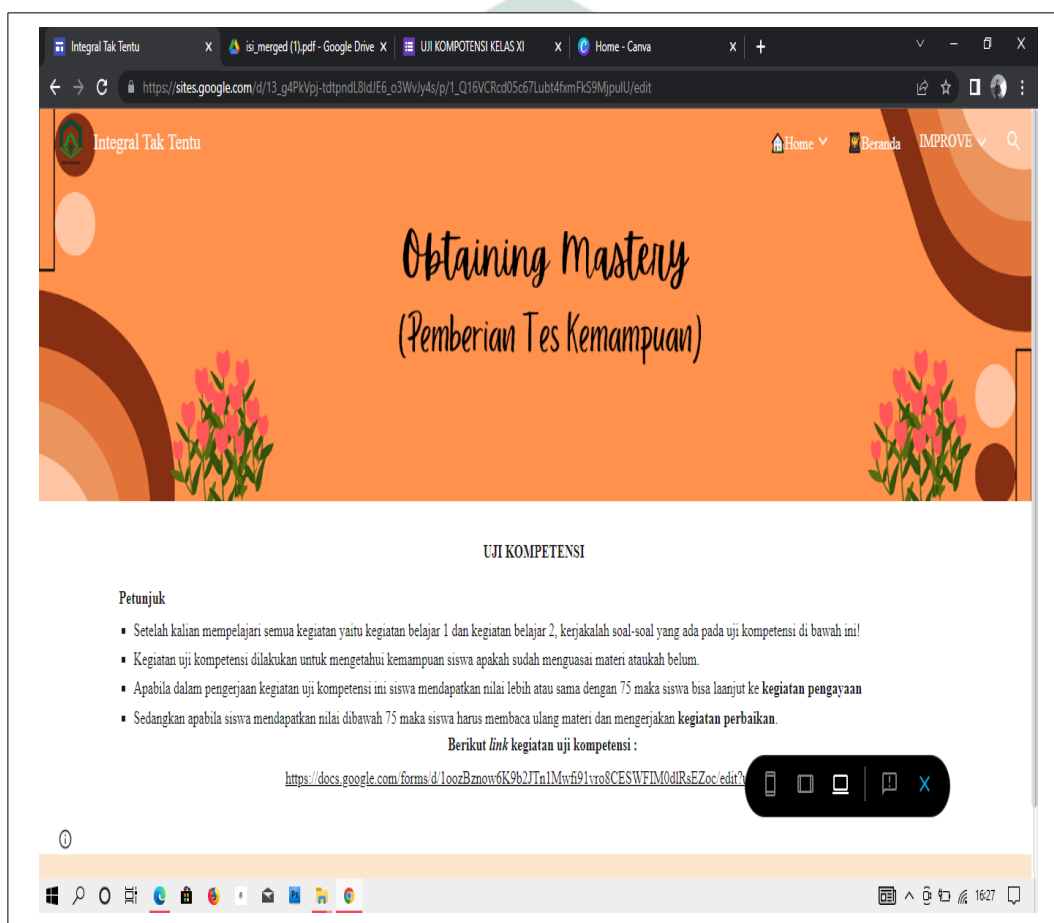 Integral Tak Tentu
isi_merged (1).pdf - Google Drive
UJI KOMPOTENSI KELAS XI
Home - Canva
https://sites.google.com/d/13_g4PkVpj-tdtpndL8ldJE6_o3WvJy4s/p/1_Q16VCRcd05c67Lubt4fxmFkS9MjpulU/edit
Integral Tak Tentu
Home
Beranda
IMPROVE
Obtaining Mastery
(Pemberian Tes Kemampuan)
UJI KOMPETENSI
Petunjuk
Setelah kalian mempelajari semua kegiatan yaitu kegiatan belajar 1 dan kegiatan belajar 2, kerjakalah soal-soal yang ada pada uji kompetensi di bawah ini!
Kegiatan uji kompetensi dilakukan untuk mengetahui kemampuan siswa apakah sudah menguasai materi ataukah belum.
Apabila dalam pengerjaan kegiatan uji kompetensi ini siswa mendapatkan nilai lebih atau sama dengan 75 maka siswa bisa laanjut ke kegiatan pengayaan
Sedangkan apabila siswa mendapatkan nilai dibawah 75 maka siswa harus membaca ulang materi dan mengerjakan kegiatan perbaikan.
Berikut link kegiatan uji kompetensi :
https://docs.google.com/forms/d/1oozBznow6K9b2JTn1Mwfi91vro8CESWFIM0dlRsEZoc/edit?u
16:27